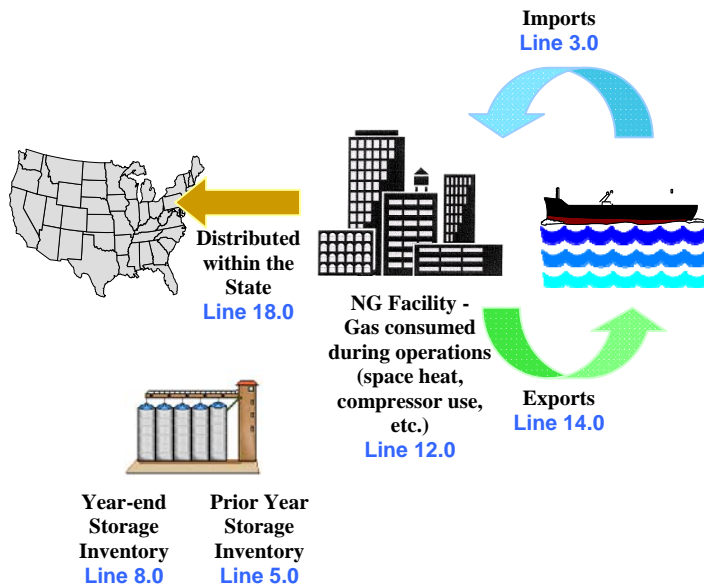 Imports
Line 3.0
Distributed
within the
State
Line 18.0
NG Facility -
Gas consumed
during operations
(space heat,
compressor use,
etc.)
Line 12.0
Exports
Line 14.0
Year-end
Storage
Inventory
Line 8.0
Prior Year
Storage
Inventory
Line 5.0